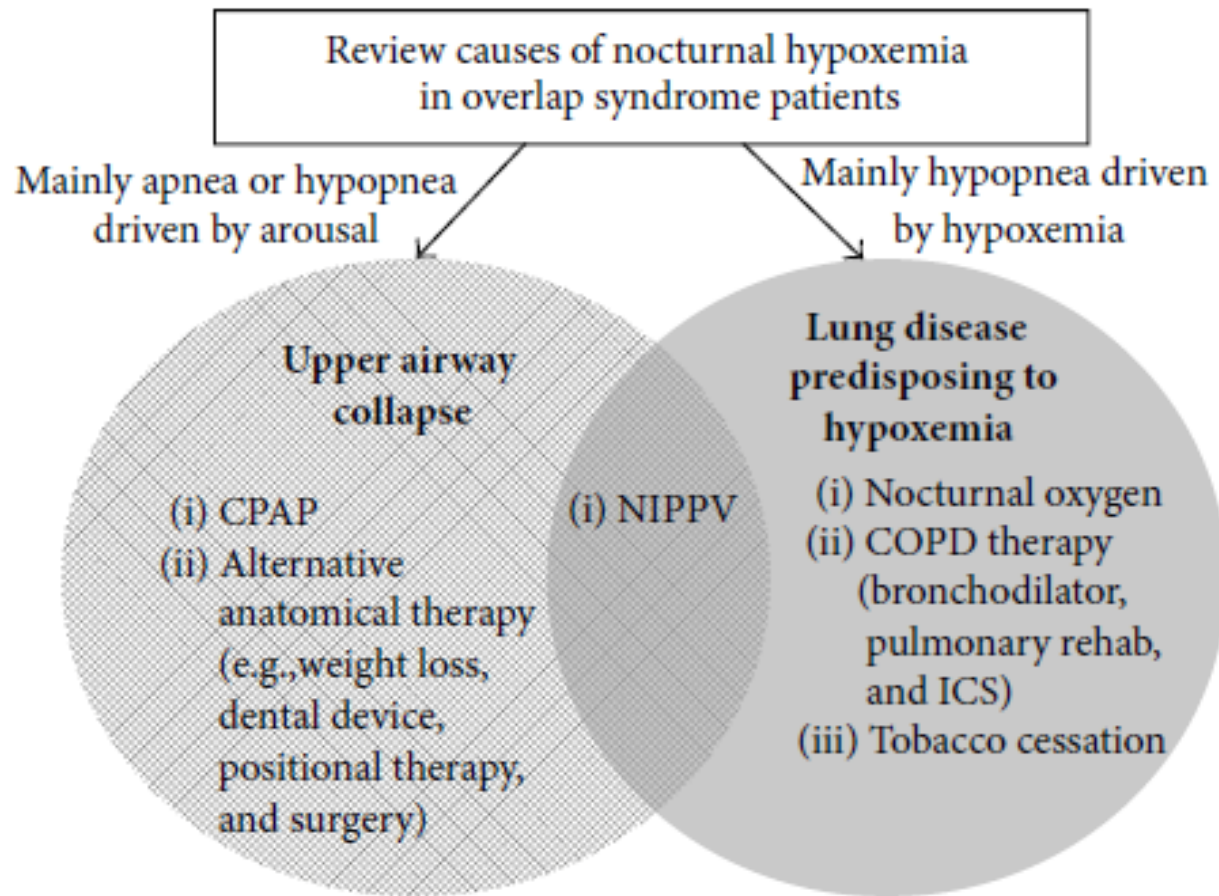 Review causes of nocturnal hypoxemia
in overlap syndrome patients
Mainly apnea or hypopnea
driven by arousal
Mainly hypopnea driven
by hypoxemia
Upper airway
collapse
(i) CPAP
(ii) Alternative
anatomical therapy
(e.g.,weight loss,
dental device,
positional therapy,
and surgery)
(i) NIPPV
Lung disease
predisposing to
hypoxemia
(i) Nocturnal oxygen
(ii) COPD therapy
(bronchodilator,
pulmonary rehab,
and ICS)
(iii) Tobacco cessation